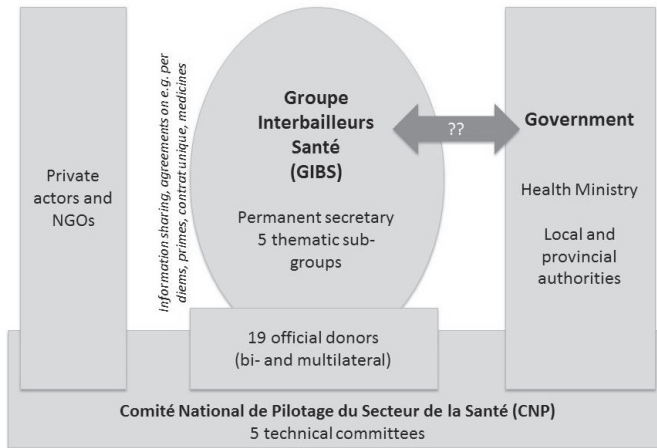 Private
actors and
NGOs
Information sharing, agreements on e.g. per
diems, primes, contrat unique, medicines
Groupe
Interbailleurs
Santé
(GIBS)
Permanent secretary
5 thematic sub-
groups
19 official donors
(bi- and multilateral)
??
Government
Health Ministry
Local and
provincial
authorities
Comité National de Pilotage du Secteur de la Santé (CNP)
5 technical committees